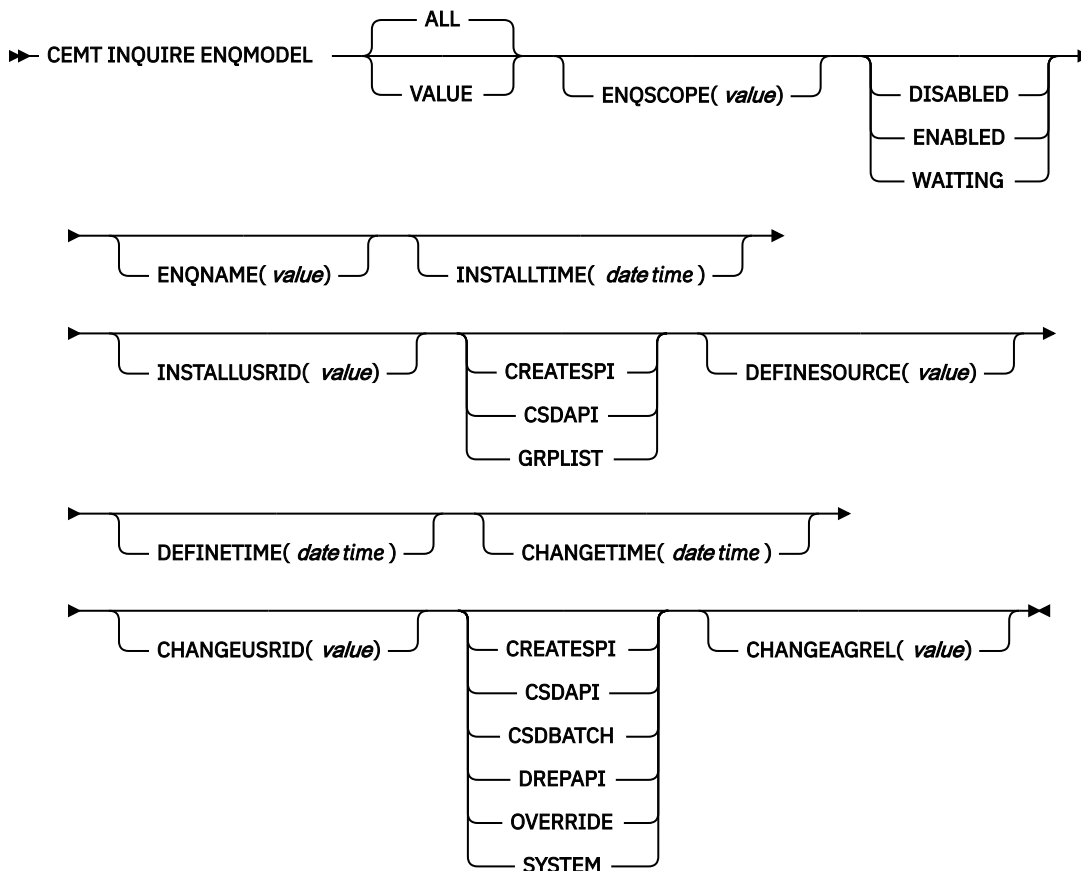 ALL
CEMT INQUIRE ENQMODEL
VALUE
ENQSCOPE( value)
DISABLED
ENABLED
WAITING
ENQNAME( value)
INSTALLTIME( date time )
INSTALLUSRID( value)
CREATESPI
CSDAPI
GRPLIST
DEFINESOURCE( value)
DEFINETIME( date time )
CHANGETIME( date time )
CHANGEUSRID( value)
CREATESPI
CSDAPI
CSDBATCH
DREPAPI
OVERRIDE
SYSTEM
CHANGEAGREL( value)